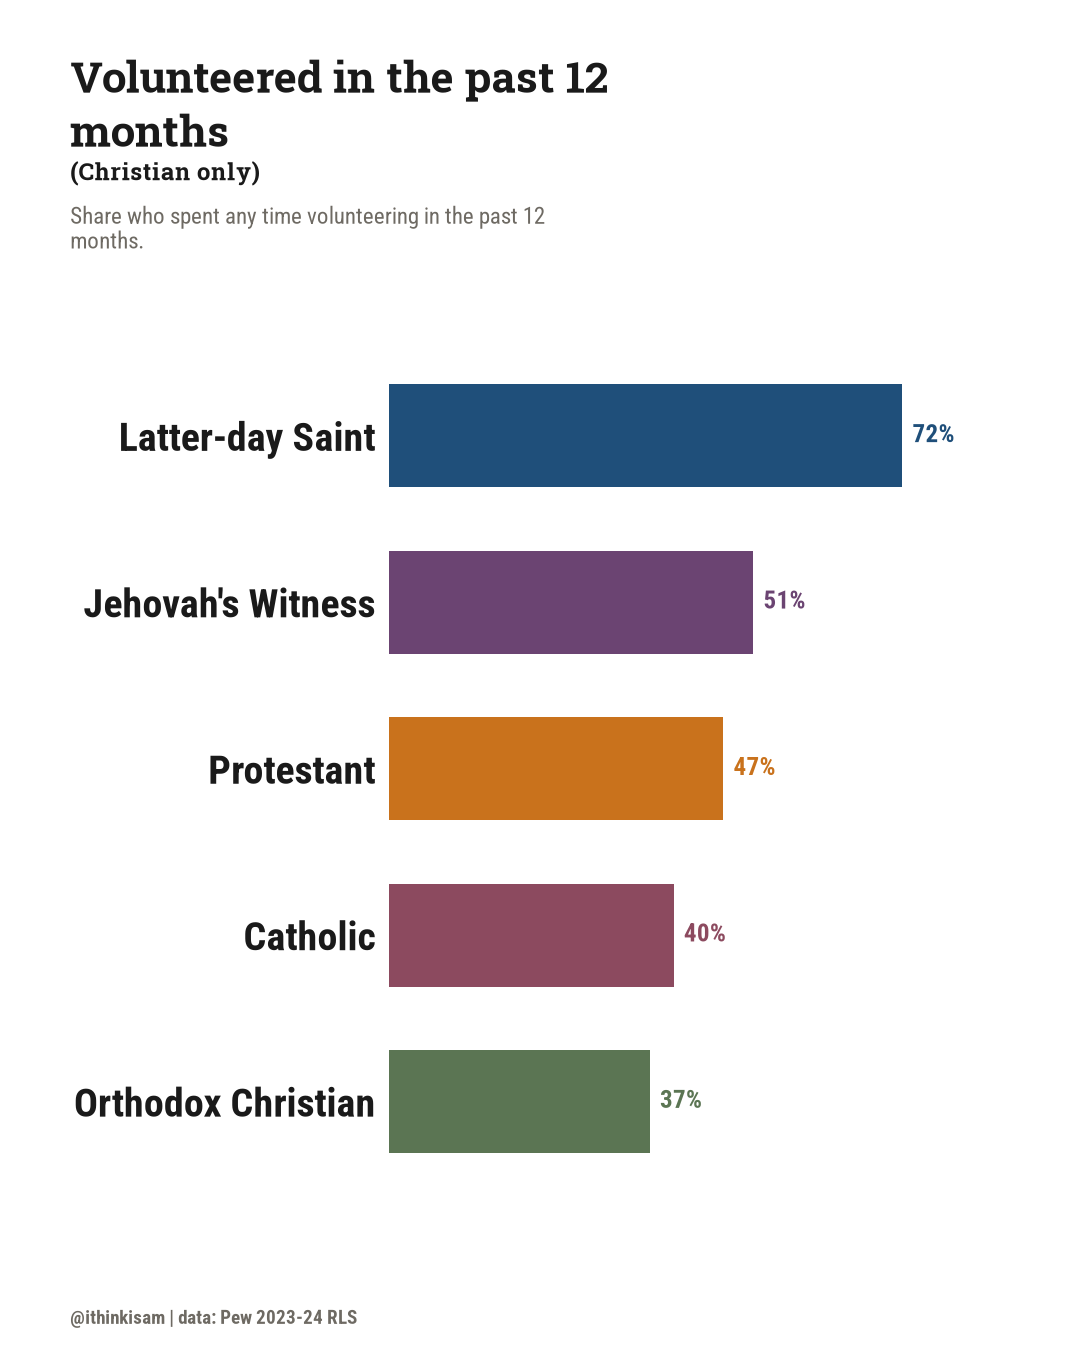 Volunteered in the past 12
months
(Christian only)
Share who spent any time volunteering in the past 12
months.
Latter-day Saint
72%
Jehovah's Witness
51%
Protestant
47%
Catholic
40%
Orthodox Christian
37%
@ithinkisam | data: Pew 2023-24 RLS